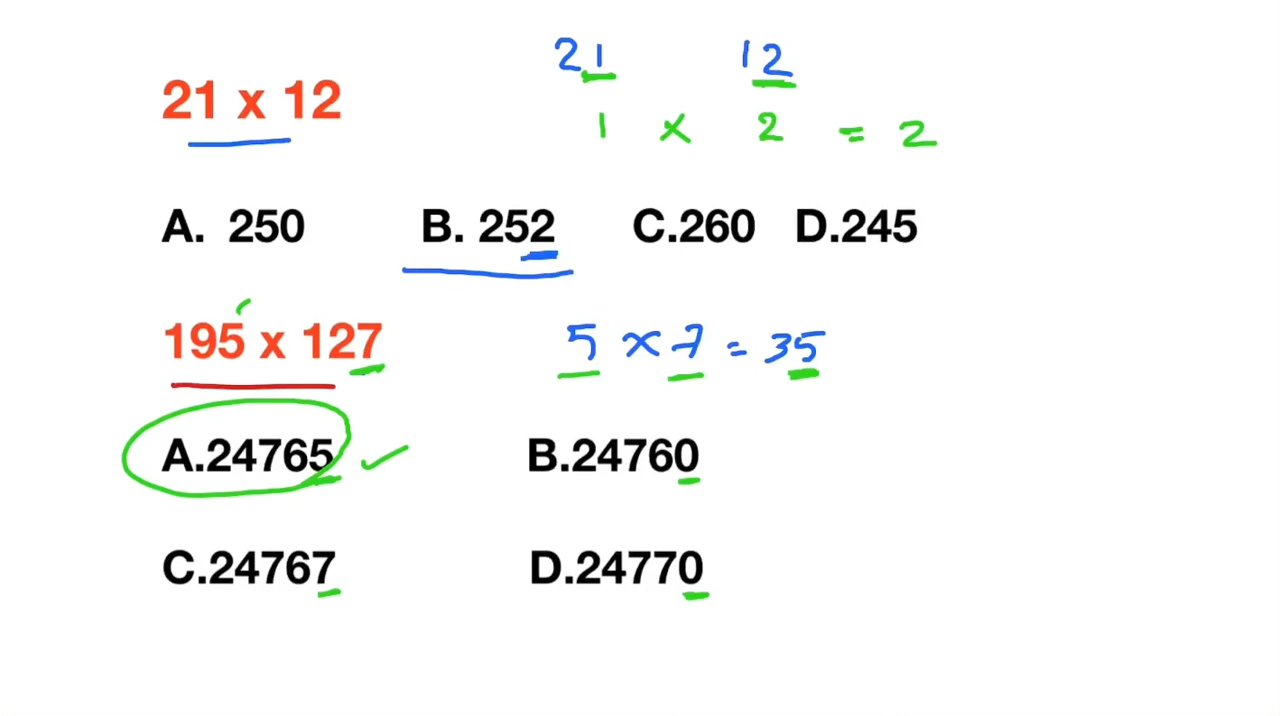 21 12
21 x 12
1 x 2 = 2
A. 250 B. 252 C.260 D.245
195 x 127 5 x 7 = 35
A.24765 B.24760
C.24767 D.24770